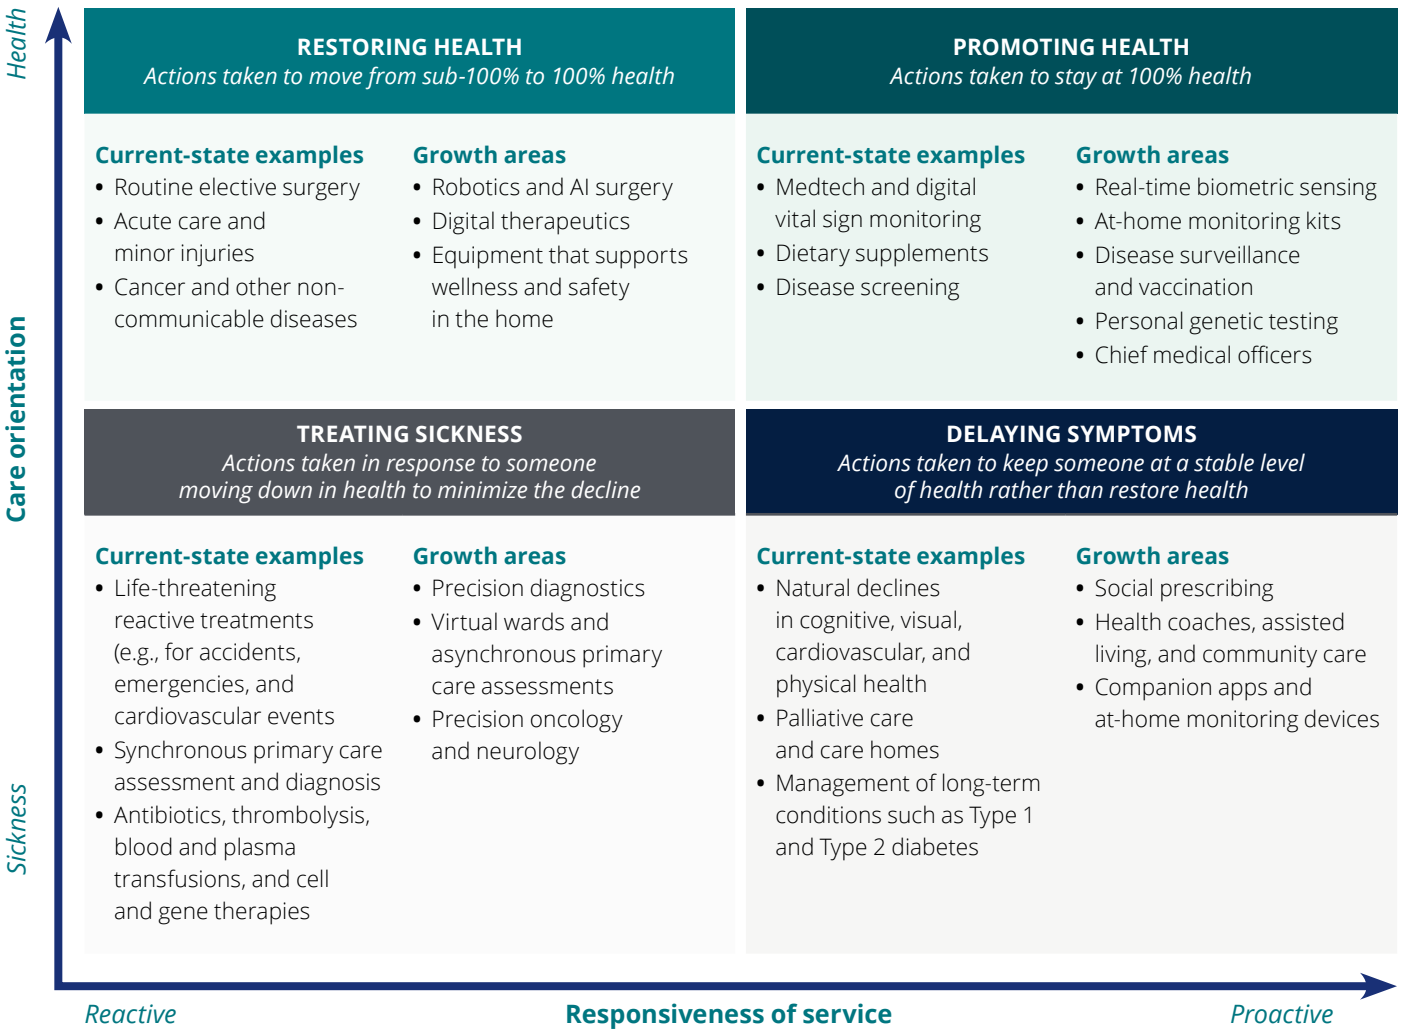 Health
Care orientation
Sickness
RESTORING HEALTH
Actions taken to move from sub-100% to 100% health
Current-state examples
• Routine elective surgery
• Acute care and
minor injuries
• Cancer and other non-
communicable diseases
Growth areas
• Robotics and AI surgery
• Digital therapeutics
• Equipment that supports
wellness and safety
in the home
PROMOTING HEALTH
Actions taken to stay at 100% health
Current-state examples
• Medtech and digital
vital sign monitoring
• Dietary supplements
• Disease screening
Growth areas
• Real-time biometric sensing
• At-home monitoring kits
• Disease surveillance
and vaccination
• Personal genetic testing
• Chief medical officers
TREATING SICKNESS
Actions taken in response to someone
moving down in health to minimize the decline
Current-state examples
• Life-threatening
reactive treatments
(e.g., for accidents,
emergencies, and
cardiovascular events
• Synchronous primary care
assessment and diagnosis
• Antibiotics, thrombolysis,
blood and plasma
transfusions, and cell
and gene therapies
Growth areas
• Precision diagnostics
• Virtual wards and
asynchronous primary
care assessments
• Precision oncology
and neurology
DELAYING SYMPTOMS
Actions taken to keep someone at a stable level
of health rather than restore health
Current-state examples
• Natural declines
in cognitive, visual,
cardiovascular, and
physical health
• Palliative care
and care homes
• Management of long-term
conditions such as Type 1
and Type 2 diabetes
Growth areas
• Social prescribing
• Health coaches, assisted
living, and community care
• Companion apps and
at-home monitoring devices
Reactive
Responsiveness of service
Proactive